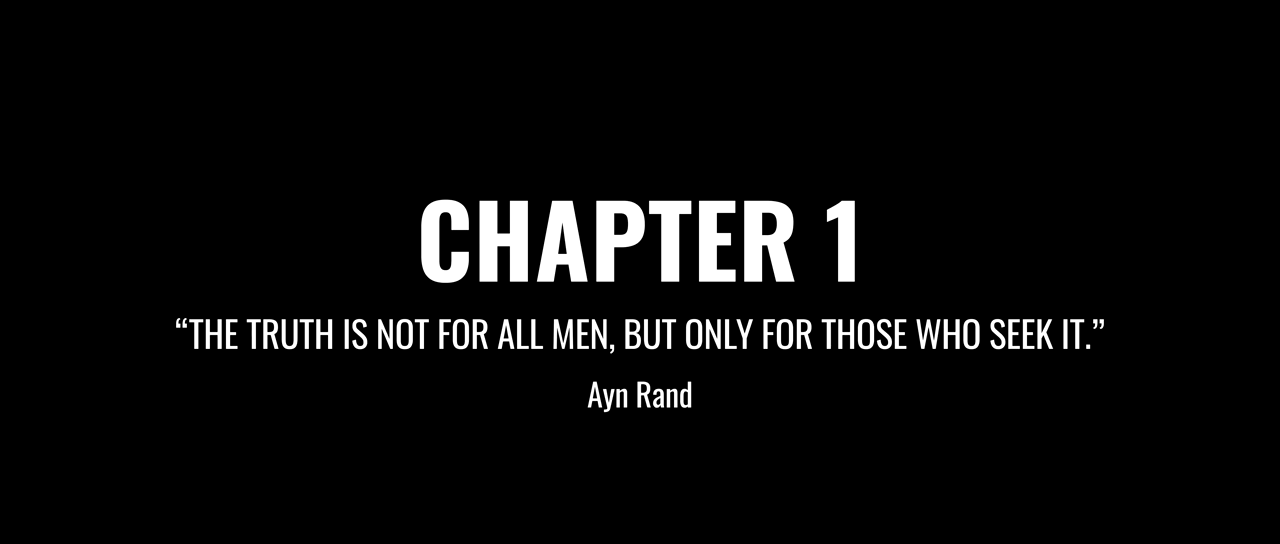 CHAPTER 1
“THE TRUTH IS NOT FOR ALL MEN, BUT ONLY FOR THOSE WHO SEEK IT.”
Ayn Rand